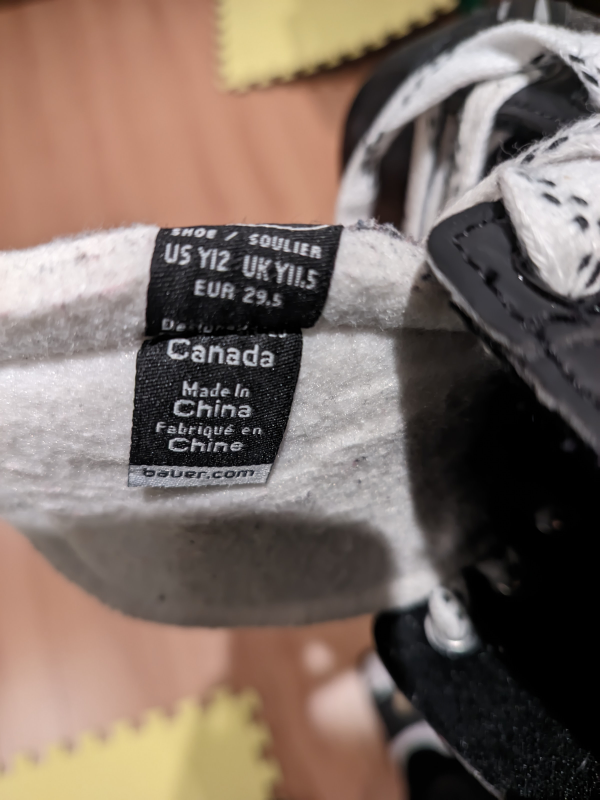 SHOE / SOULIER
US Y12 UK Y11.5
EUR 29.5
Canada
Made In
China
Fabriqué en
Chine
bauer.com